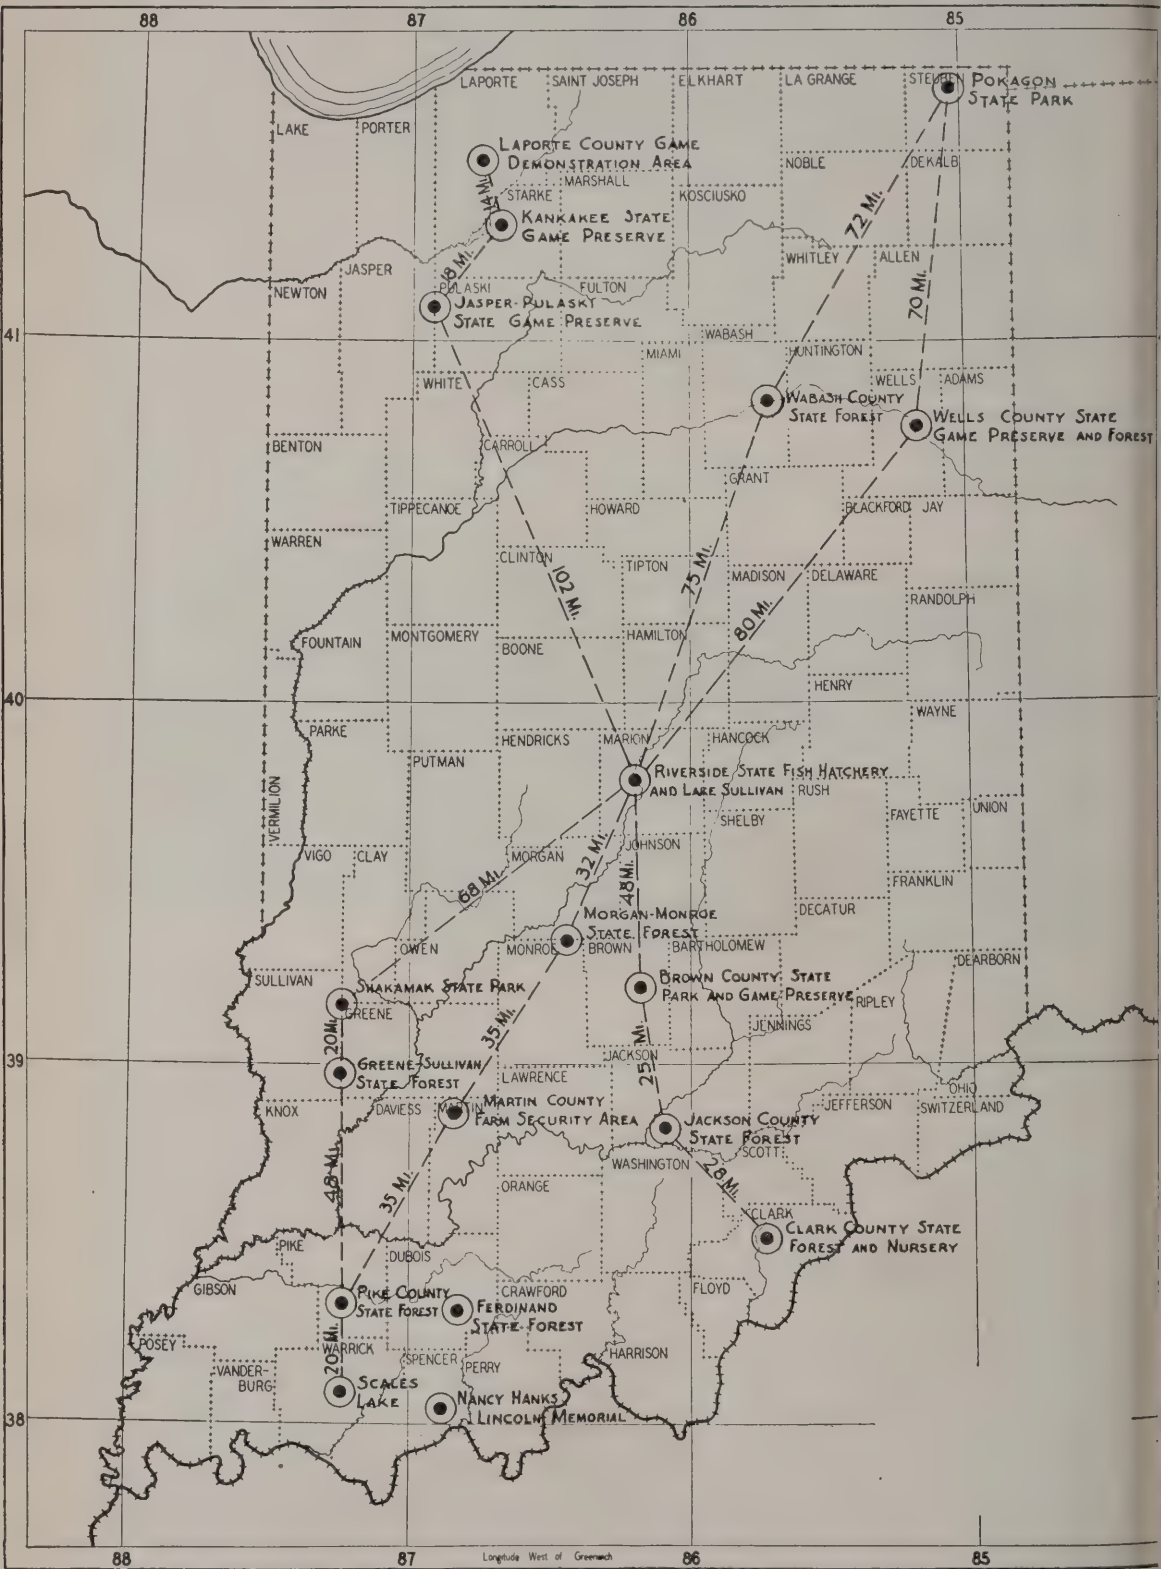 88 87 86 85
LAPORTE SAINT JOSEPH ELKHART LA GRANGE STEUBEN
POKAGON
STATE PARK
LAKE PORTER
LAPORTE COUNTY GAME
DEMONSTRATION AREA
NOBLE DEKALB
14 MI.
MARSHALL
STARKE KOSCIUSKO
72 MI.
KANKAKEE STATE
GAME PRESERVE
WHITLEY ALLEN
JASPER
18 MI.
NEWTON PULASKI FULTON
70 MI.
JASPER-PULASKY
STATE GAME PRESERVE
41
WABASH
MIAMI HUNTINGTON
WHITE CASS WELLS ADAMS
WABASH COUNTY
STATE FOREST
WELLS COUNTY STATE
GAME PRESERVE AND FOREST
BENTON CARROLL
GRANT
TIPPECANOE HOWARD BLACKFORD JAY
WARREN
CLINTON TIPTON MADISON DELAWARE
102 MI.
75 MI.
80 MI.
RANDOLPH
FOUNTAIN MONTGOMERY BOONE HAMILTON
HENRY
40
WAYNE
PARKE
HENDRICKS MARION HANCOCK
PUTMAN
RIVERSIDE STATE FISH HATCHERY
AND LAKE SULLIVAN
RUSH
VERMILION
SHELBY FAYETTE UNION
VIGO CLAY MORGAN JOHNSON
32 MI.
68 MI.
48 MI.
FRANKLIN
DECATUR
MORGAN-MONROE
STATE FOREST
OWEN MONROE BROWN BARTHOLOMEW
DEARBORN
SULLIVAN
SHAKAMAK STATE PARK
BROWN COUNTY STATE
PARK AND GAME PRESERVE
RIPLEY
GREENE
JENNINGS
20 MI.
35 MI.
25 MI.
39
JACKSON
GREENE-SULLIVAN
STATE FOREST
LAWRENCE
OHIO
KNOX DAVIESS MARTIN JEFFERSON SWITZERLAND
MARTIN COUNTY
FARM SECURITY AREA
JACKSON COUNTY
STATE FOREST
SCOTT
WASHINGTON
28 MI.
48 MI.
35 MI.
ORANGE
CLARK
CLARK COUNTY STATE
FOREST AND NURSERY
PIKE DUBOIS
GIBSON CRAWFORD FLOYD
PIKE COUNTY
STATE FOREST
FERDINAND
STATE FOREST
POSEY WARRICK HARRISON
20 MI.
SPENCER PERRY
VANDER-
BURG
SCALES
LAKE
NANCY HANKS
LINCOLN MEMORIAL
38
88 87 86 85
Longitude West of Greenwich